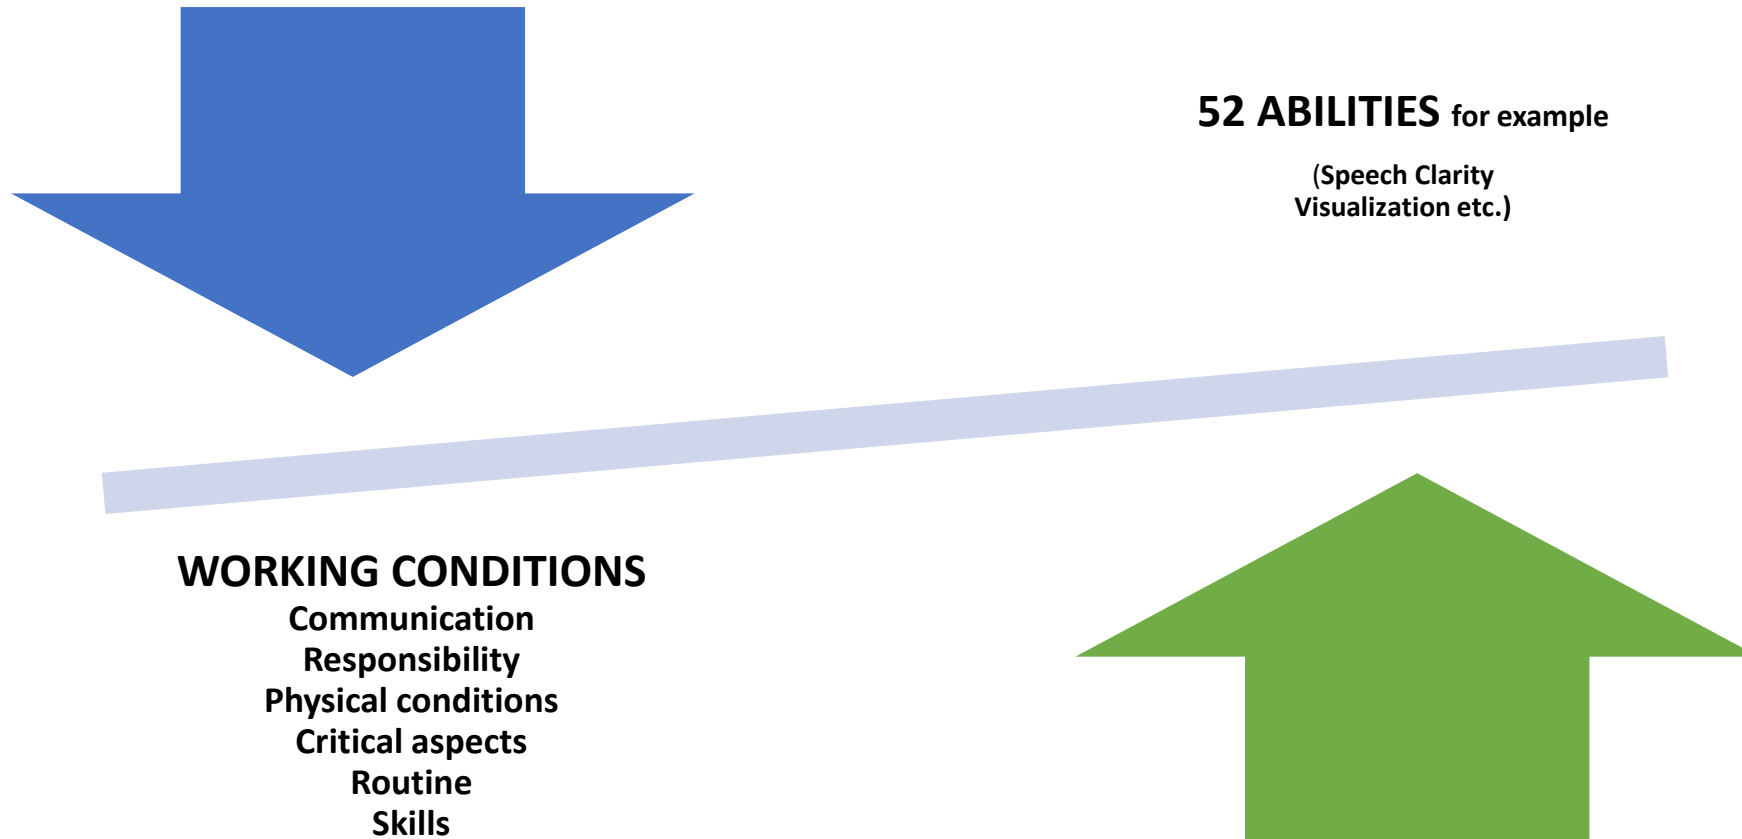 52 ABILITIES for example
(Speech Clarity
Visualization etc.)
WORKING CONDITIONS
Communication
Responsibility
Physical conditions
Critical aspects
Routine
Skills